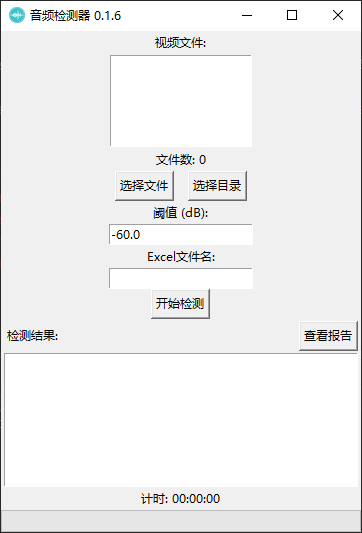 音频检测器 0.1.6
视频文件:
文件数: 0
选择文件 选择目录
阈值 (dB):
-60.0
Excel文件名:
开始检测
检测结果: 查看报告
计时: 00:00:00